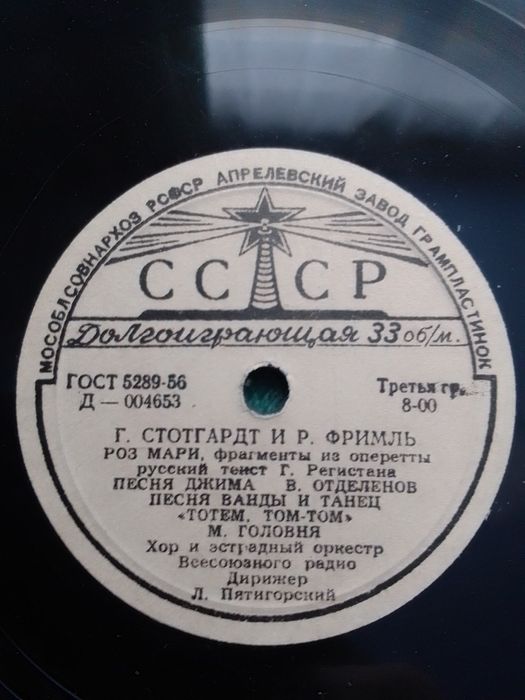 МОСОБЛСОВНАРХОЗ РСФСР АПРЕЛЕВСКИЙ ЗАВОД ГРАМПЛАСТИНОК
СССР
Долгоиграющая 33 об/м.
ГОСТ 5289-56
Д — 004653
Третья гр.
8-00
Г. СТОТГАРДТ И Р. ФРИМЛЬ
РОЗ МАРИ, фрагменты из оперетты
русский текст Г. Регистана
ПЕСНЯ ДЖИМА В. ОТДЕЛЕНОВ
ПЕСНЯ ВАНДЫ И ТАНЕЦ
«ТОТЕМ, ТОМ-ТОМ»
М. ГОЛОВНЯ
Хор и эстрадный оркестр
Всесоюзного радио
Дирижер
Л. Пятигорский